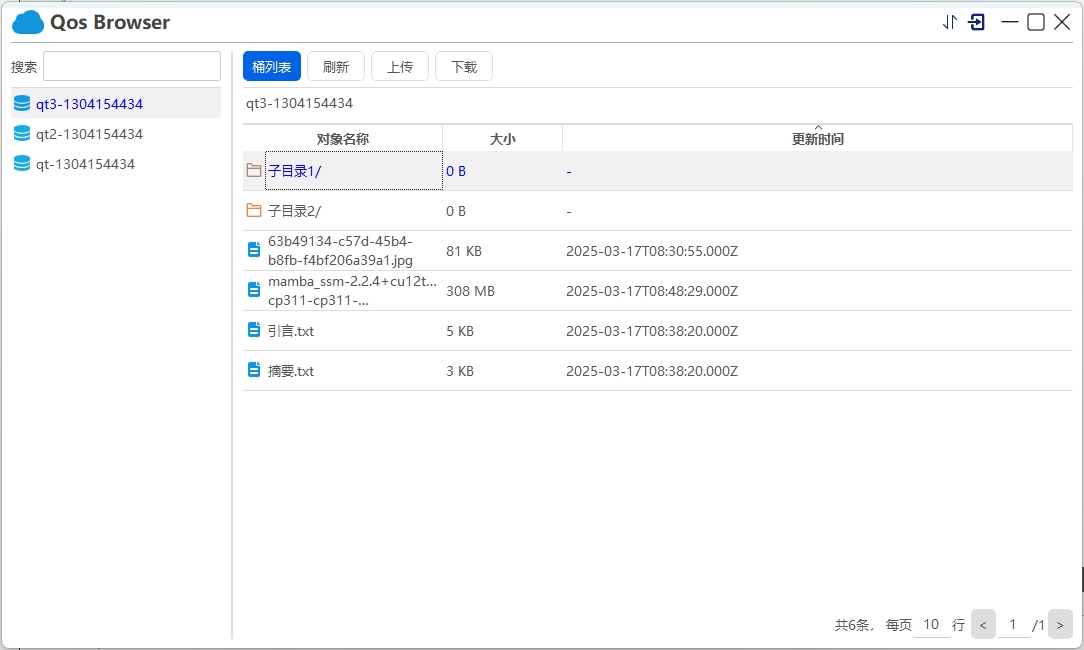 Qos Browser
搜索
qt3-1304154434
qt2-1304154434
qt-1304154434
桶列表 刷新 上传 下载
qt3-1304154434
对象名称 大小 更新时间
子目录1/ 0 B -
子目录2/ 0 B -
63b49134-c57d-45b4-
b8fb-f4bf206a39a1.jpg 81 KB 2025-03-17T08:30:55.000Z
mamba_ssm-2.2.4+cu12t...
cp311-cp311-... 308 MB 2025-03-17T08:48:29.000Z
引言.txt 5 KB 2025-03-17T08:38:20.000Z
摘要.txt 3 KB 2025-03-17T08:38:20.000Z
共6条, 每页 10 行 < 1 /1 >